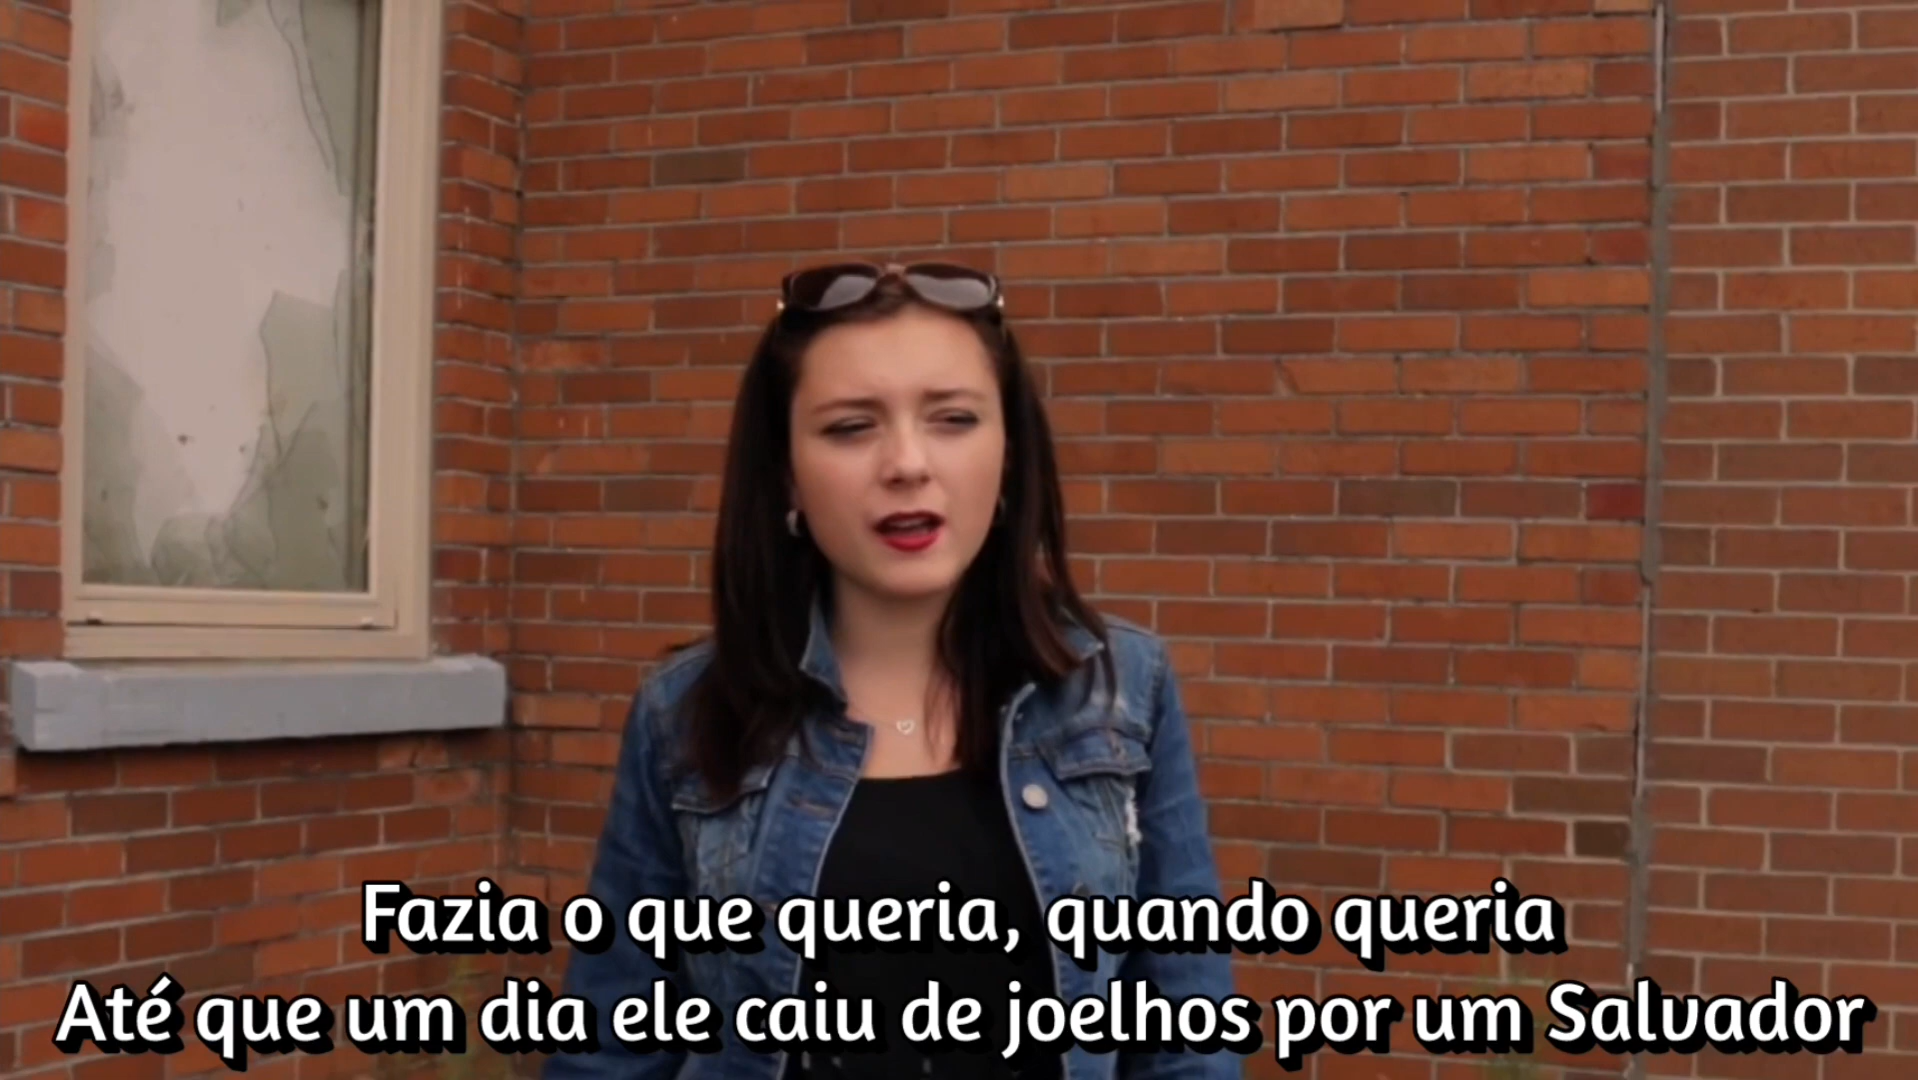 Fazia o que queria, quando queria
Até que um dia ele caiu de joelhos por um Salvador